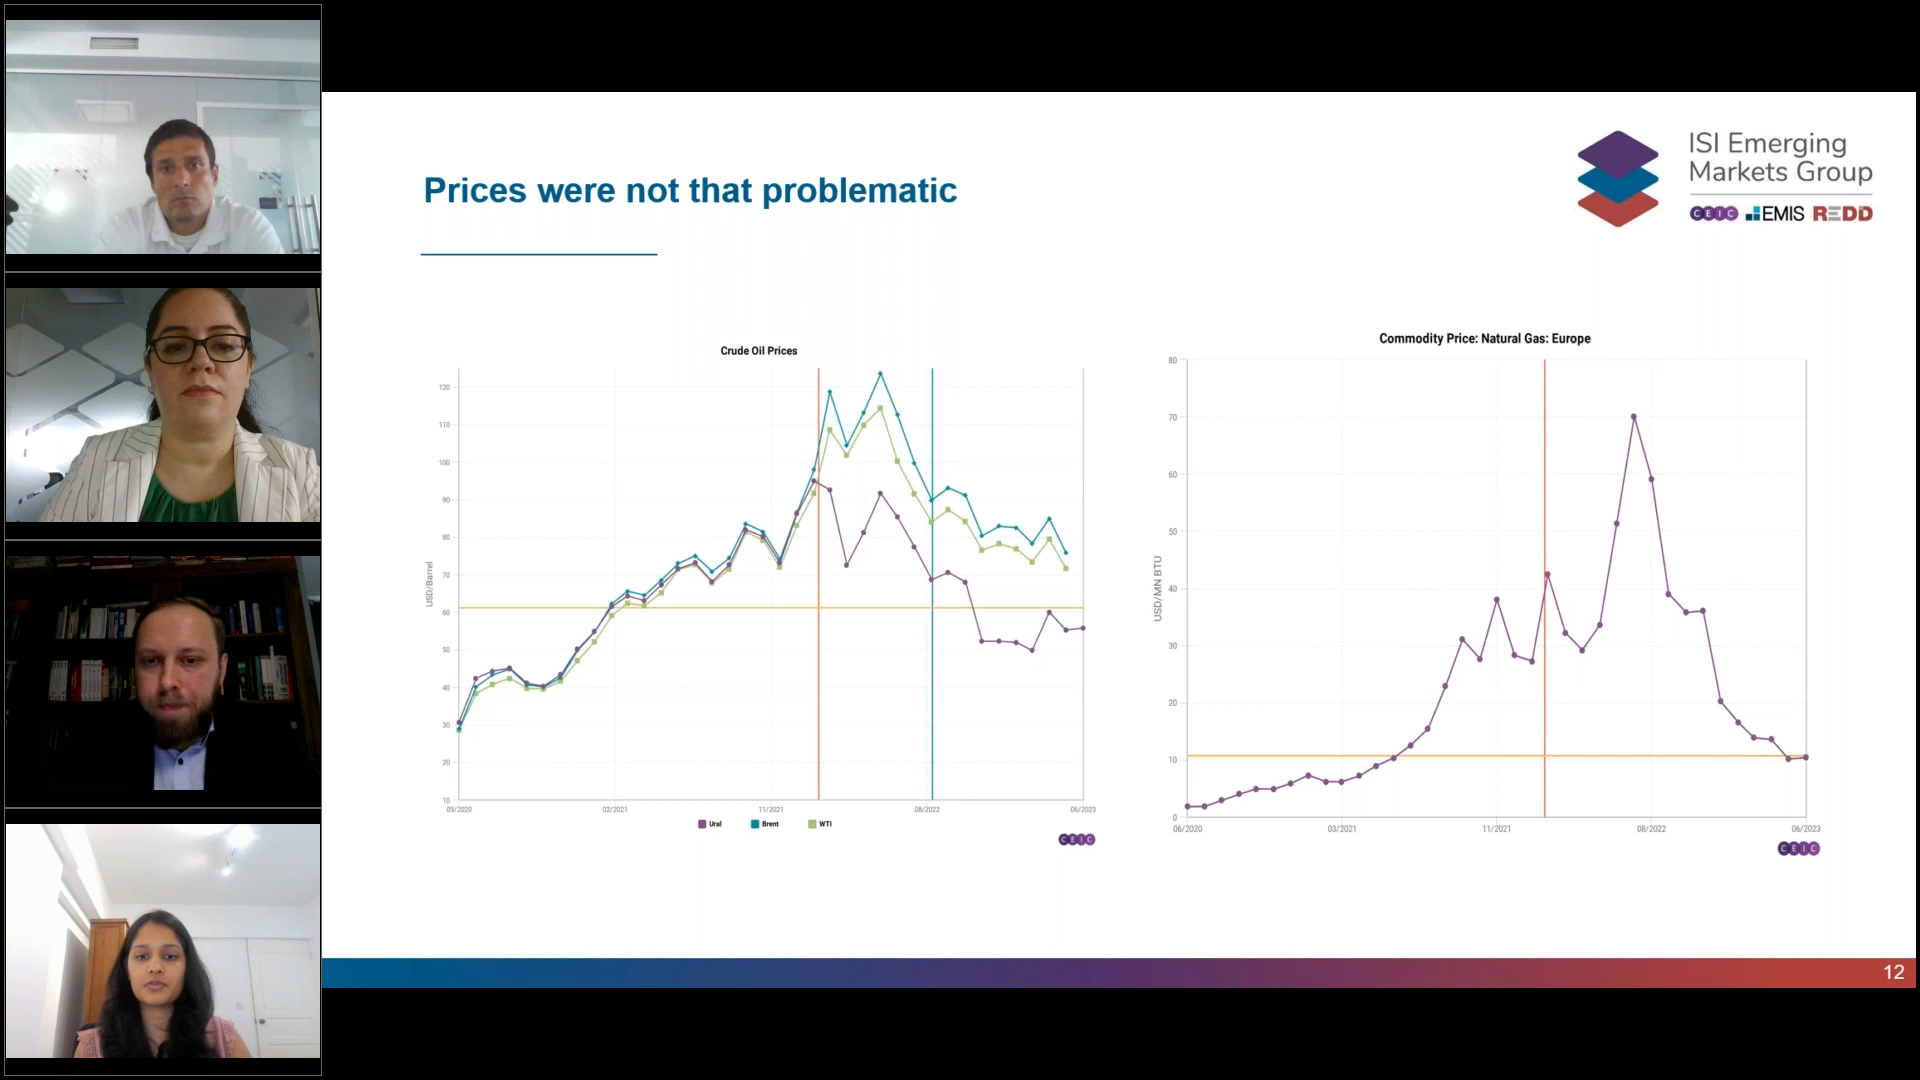 ISI Emerging
Markets Group
CEIC EMIS REDD
Prices were not that problematic
Crude Oil Prices
USD/Barrel
120
110
100
90
80
70
60
50
40
30
20
10
05/2020 02/2021 11/2021 08/2022 06/2023
Ural Brent WTI
CEIC
Commodity Price: Natural Gas: Europe
USD/MN BTU
80
70
60
50
40
30
20
10
0
06/2020 03/2021 11/2021 08/2022 06/2023
CEIC
12